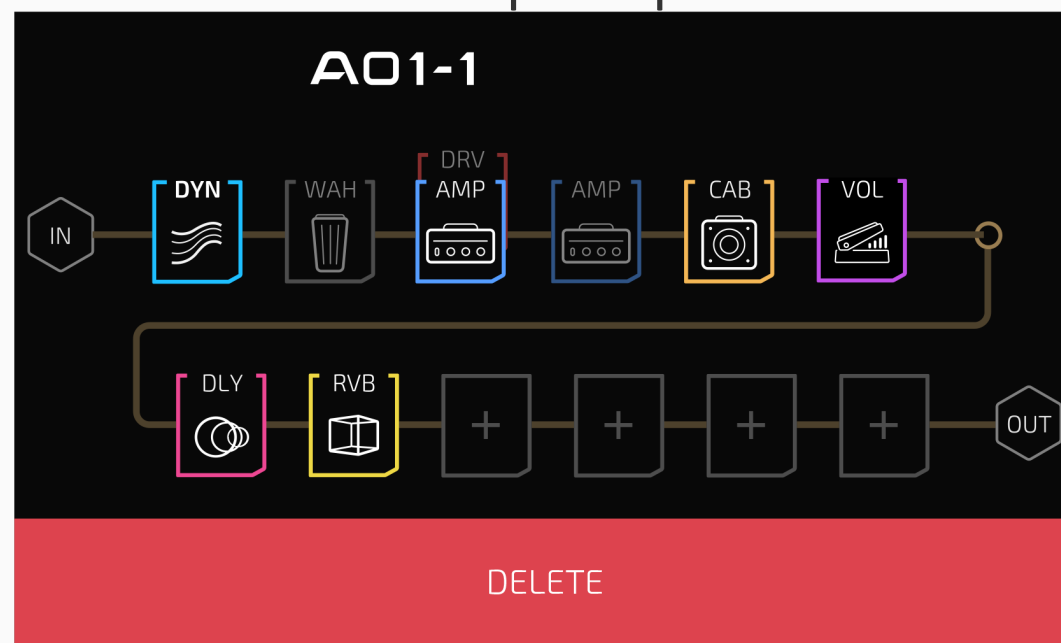 A01-1
DRV
DYN WAH AMP AMP CAB VOL
IN
DLY RVB
+ + + +
OUT
DELETE